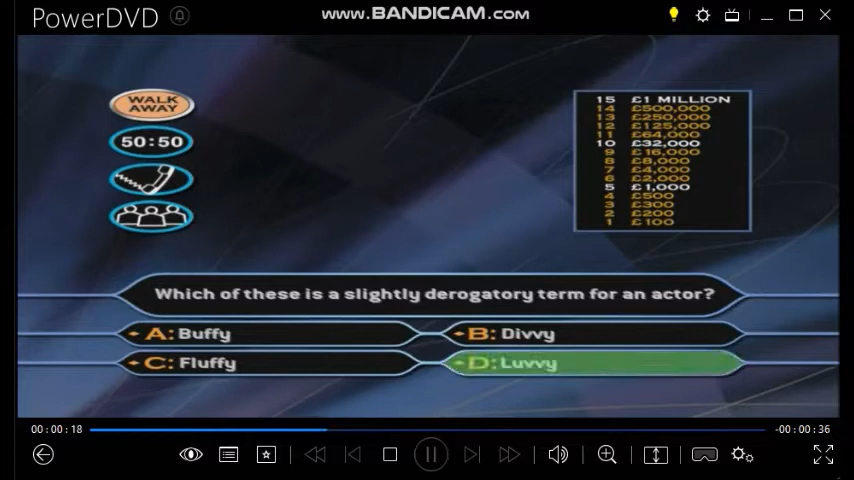 PowerDVD
www.BANDICAM.com
WALK
AWAY
50:50
15 £1 MILLION
14 £500,000
13 £250,000
12 £125,000
11 £64,000
10 £32,000
9 £16,000
8 £8,000
7 £4,000
6 £2,000
5 £1,000
4 £500
3 £300
2 £200
1 £100
Which of these is a slightly derogatory term for an actor?
A: Buffy
B: Divvy
C: Fluffy
D: Luvvy
00:00:18
-00:00:36